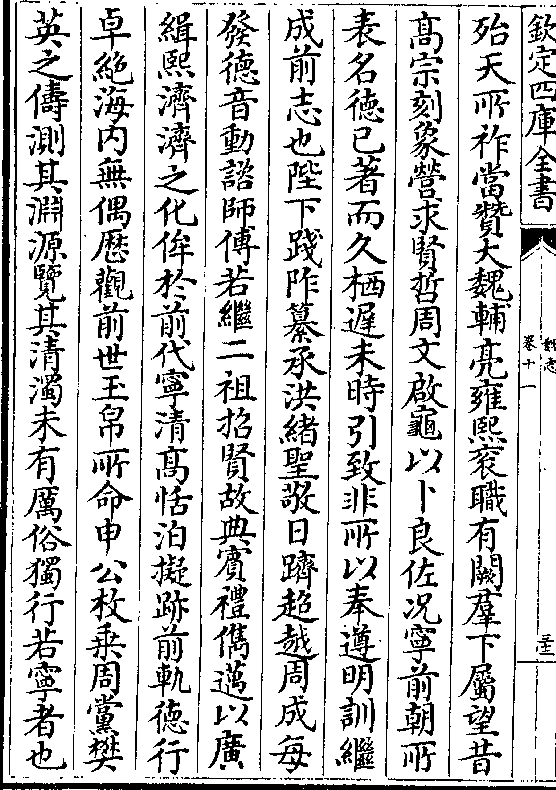 欽定四庫全書
魏志
卷十一
三十三
殆天所祚當贊大魏輔亮雍熙袞職有闕羣下屬望昔
髙宗刻象營求賢哲周文啟龜以卜良佐况寧前朝所
表名德已著而久栖遲未時引致非所以奉遵明訓繼
成前志也陛下踐阼纂承洪緒聖敬日躋超越周成每
發德音動諮師傅若繼二祖招賢故典賓禮儁邁以廣
緝熙濟濟之化侔於前代寧清髙恬泊擬跡前軌德行
卓絶海内無偶歴觀前世玉帛所命申公枚乗周黨樊
英之儔測其淵源覽其清濁未有厲俗獨行若寧者也